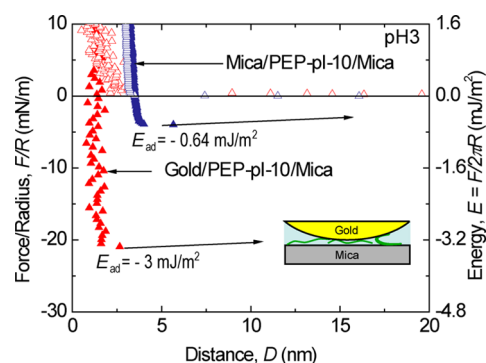 pH3
10
0
-10
-20
-30
1.6
0.0
-1.6
-3.2
-4.8
0
5
10
15
20
Force/Radius, F/R (mN/m)
Energy, E = F/2πR (mJ/m²)
Distance, D (nm)
Mica/PEP-pI-10/Mica
E_ad = - 0.64 mJ/m²
Gold/PEP-pI-10/Mica
E_ad = - 3 mJ/m²
Gold
Mica